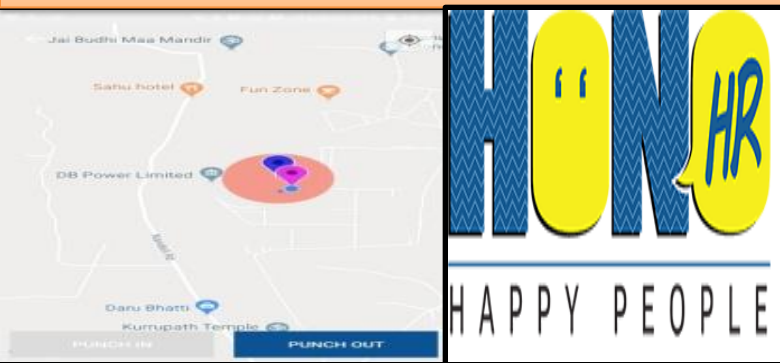 Jai Budhi Maa Mandir
Sahu hotel
Fun Zone
DB Power Limited
Daru Bhatti
Kurrupath Temple
PUNCH IN
PUNCH OUT
HONO
HR
HAPPY PEOPLE